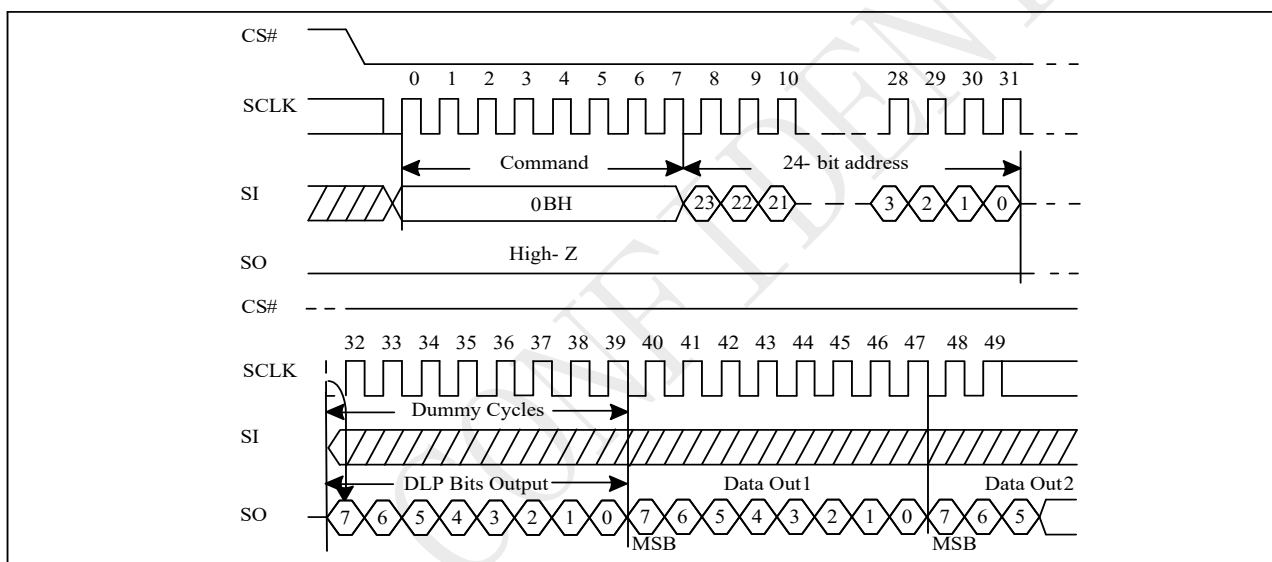 CS#
0 1 2 3 4 5 6 7 8 9 10 28 29 30 31
SCLK
Command 24- bit address
SI 0BH 23 22 21 3 2 1 0
High- Z
SO
CS#
32 33 34 35 36 37 38 39 40 41 42 43 44 45 46 47 48 49
SCLK
Dummy Cycles
SI
DLP Bits Output Data Out1 Data Out2
SO 7 6 5 4 3 2 1 0 7 6 5 4 3 2 1 0 7 6 5
MSB MSB
CONFIDEN